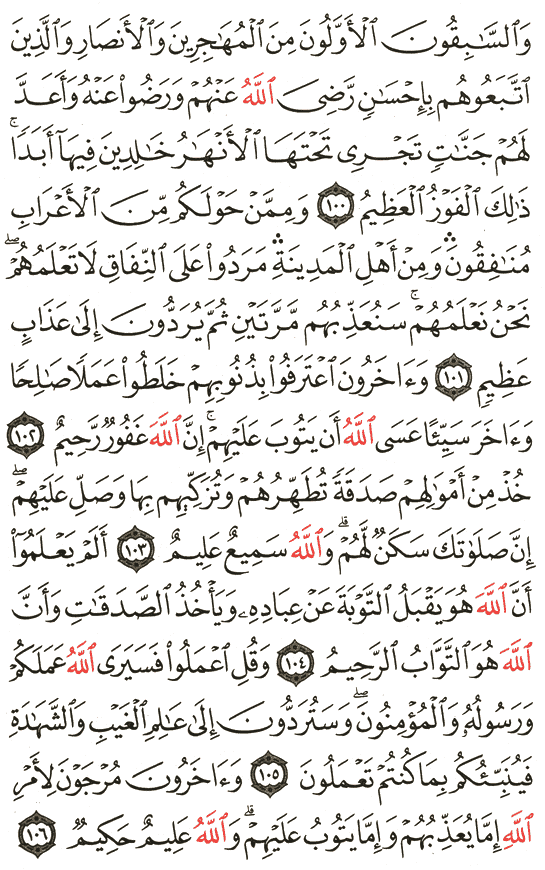 وَٱلسَّٰبِقُونَ ٱلْأَوَّلُونَ مِنَ ٱلْمُهَٰجِرِينَ وَٱلْأَنصَارِ وَٱلَّذِينَ
ٱتَّبَعُوهُم بِإِحْسَٰنٍ رَّضِىَ ٱللَّهُ عَنْهُمْ وَرَضُوا۟ عَنْهُ وَأَعَدَّ
لَهُمْ جَنَّٰتٍ تَجْرِى تَحْتَهَا ٱلْأَنْهَٰرُ خَٰلِدِينَ فِيهَآ أَبَدًا ۚ
ذَٰلِكَ ٱلْفَوْزُ ٱلْعَظِيمُ ١٠٠ وَمِمَّنْ حَوْلَكُم مِّنَ ٱلْأَعْرَابِ
مُنَٰفِقُونَ ۛ وَمِنْ أَهْلِ ٱلْمَدِينَةِ ۛ مَرَدُوا۟ عَلَى ٱلنِّفَاقِ لَا تَعْلَمُهُمْ ۖ
نَحْنُ نَعْلَمُهُمْ ۚ سَنُعَذِّبُهُم مَّرَّتَيْنِ ثُمَّ يُرَدُّونَ إِلَىٰ عَذَابٍ
عَظِيمٍ ١٠١ وَءَاخَرُونَ ٱعْتَرَفُوا۟ بِذُنُوبِهِمْ خَلَطُوا۟ عَمَلًا صَٰلِحًا
وَءَاخَرَ سَيِّئًا عَسَى ٱللَّهُ أَن يَتُوبَ عَلَيْهِمْ ۚ إِنَّ ٱللَّهَ غَفُورٌ رَّحِيمٌ ١٠٢
خُذْ مِنْ أَمْوَٰلِهِمْ صَدَقَةً تُطَهِّرُهُمْ وَتُزَكِّيهِم بِهَا وَصَلِّ عَلَيْهِمْ ۖ
إِنَّ صَلَوٰتَكَ سَكَنٌ لَّهُمْ ۗ وَٱللَّهُ سَمِيعٌ عَلِيمٌ ١٠٣ أَلَمْ يَعْلَمُوٓا۟
أَنَّ ٱللَّهَ هُوَ يَقْبَلُ ٱلتَّوْبَةَ عَنْ عِبَادِهِۦ وَيَأْخُذُ ٱلصَّدَقَٰتِ وَأَنَّ
ٱللَّهَ هُوَ ٱلتَّوَّابُ ٱلرَّحِيمُ ١٠٤ وَقُلِ ٱعْمَلُوا۟ فَسَيَرَى ٱللَّهُ عَمَلَكُمْ
وَرَسُولُهُۥ وَٱلْمُؤْمِنُونَ ۖ وَسَتُرَدُّونَ إِلَىٰ عَٰلِمِ ٱلْغَيْبِ وَٱلشَّهَٰدَةِ
فَيُنَبِّئُكُم بِمَا كُنتُمْ تَعْمَلُونَ ١٠٥ وَءَاخَرُونَ مُرْجَوْنَ لِأَمْرِ
ٱللَّهِ إِمَّا يُعَذِّبُهُمْ وَإِمَّا يَتُوبُ عَلَيْهِمْ ۗ وَٱللَّهُ عَلِيمٌ حَكِيمٌ ١٠٦